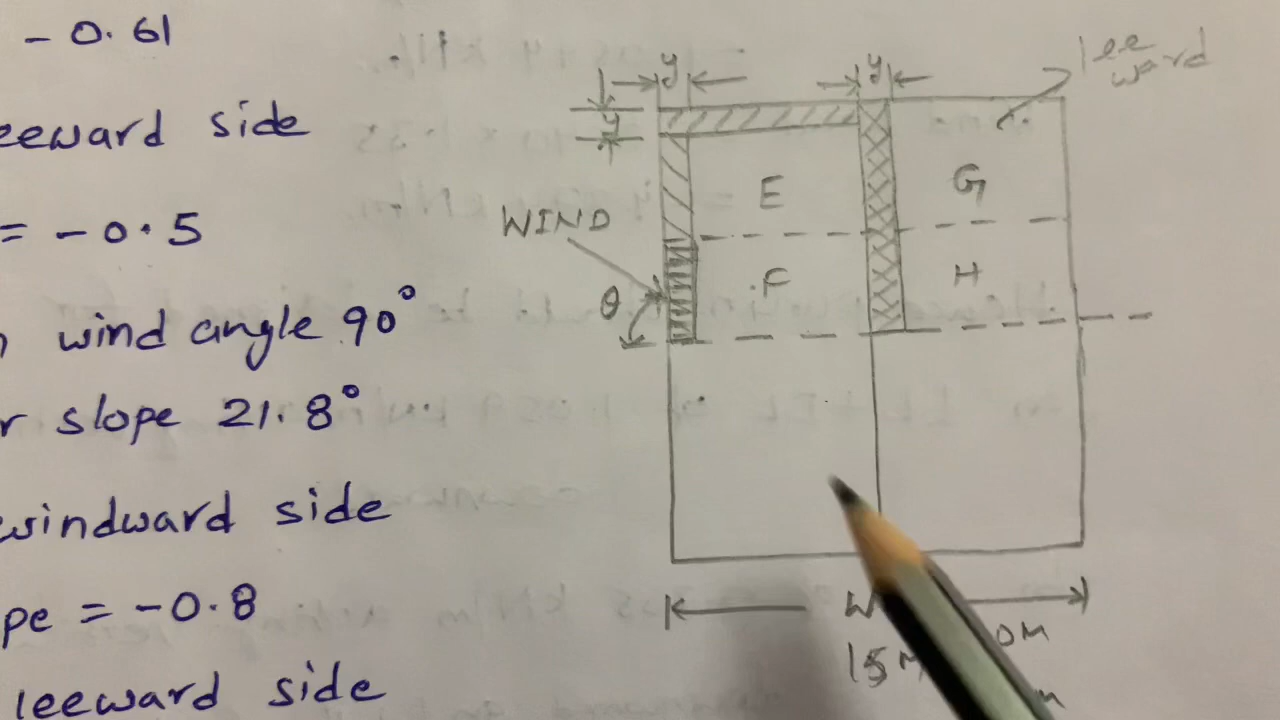 - 0.61
eeward side
= -0.5
wind angle 90°
r slope 21.8°
windward side
pe = -0.8
leeward side
y
y
y
lee
ward
WIND
θ
E
G
F
H
W
15 M